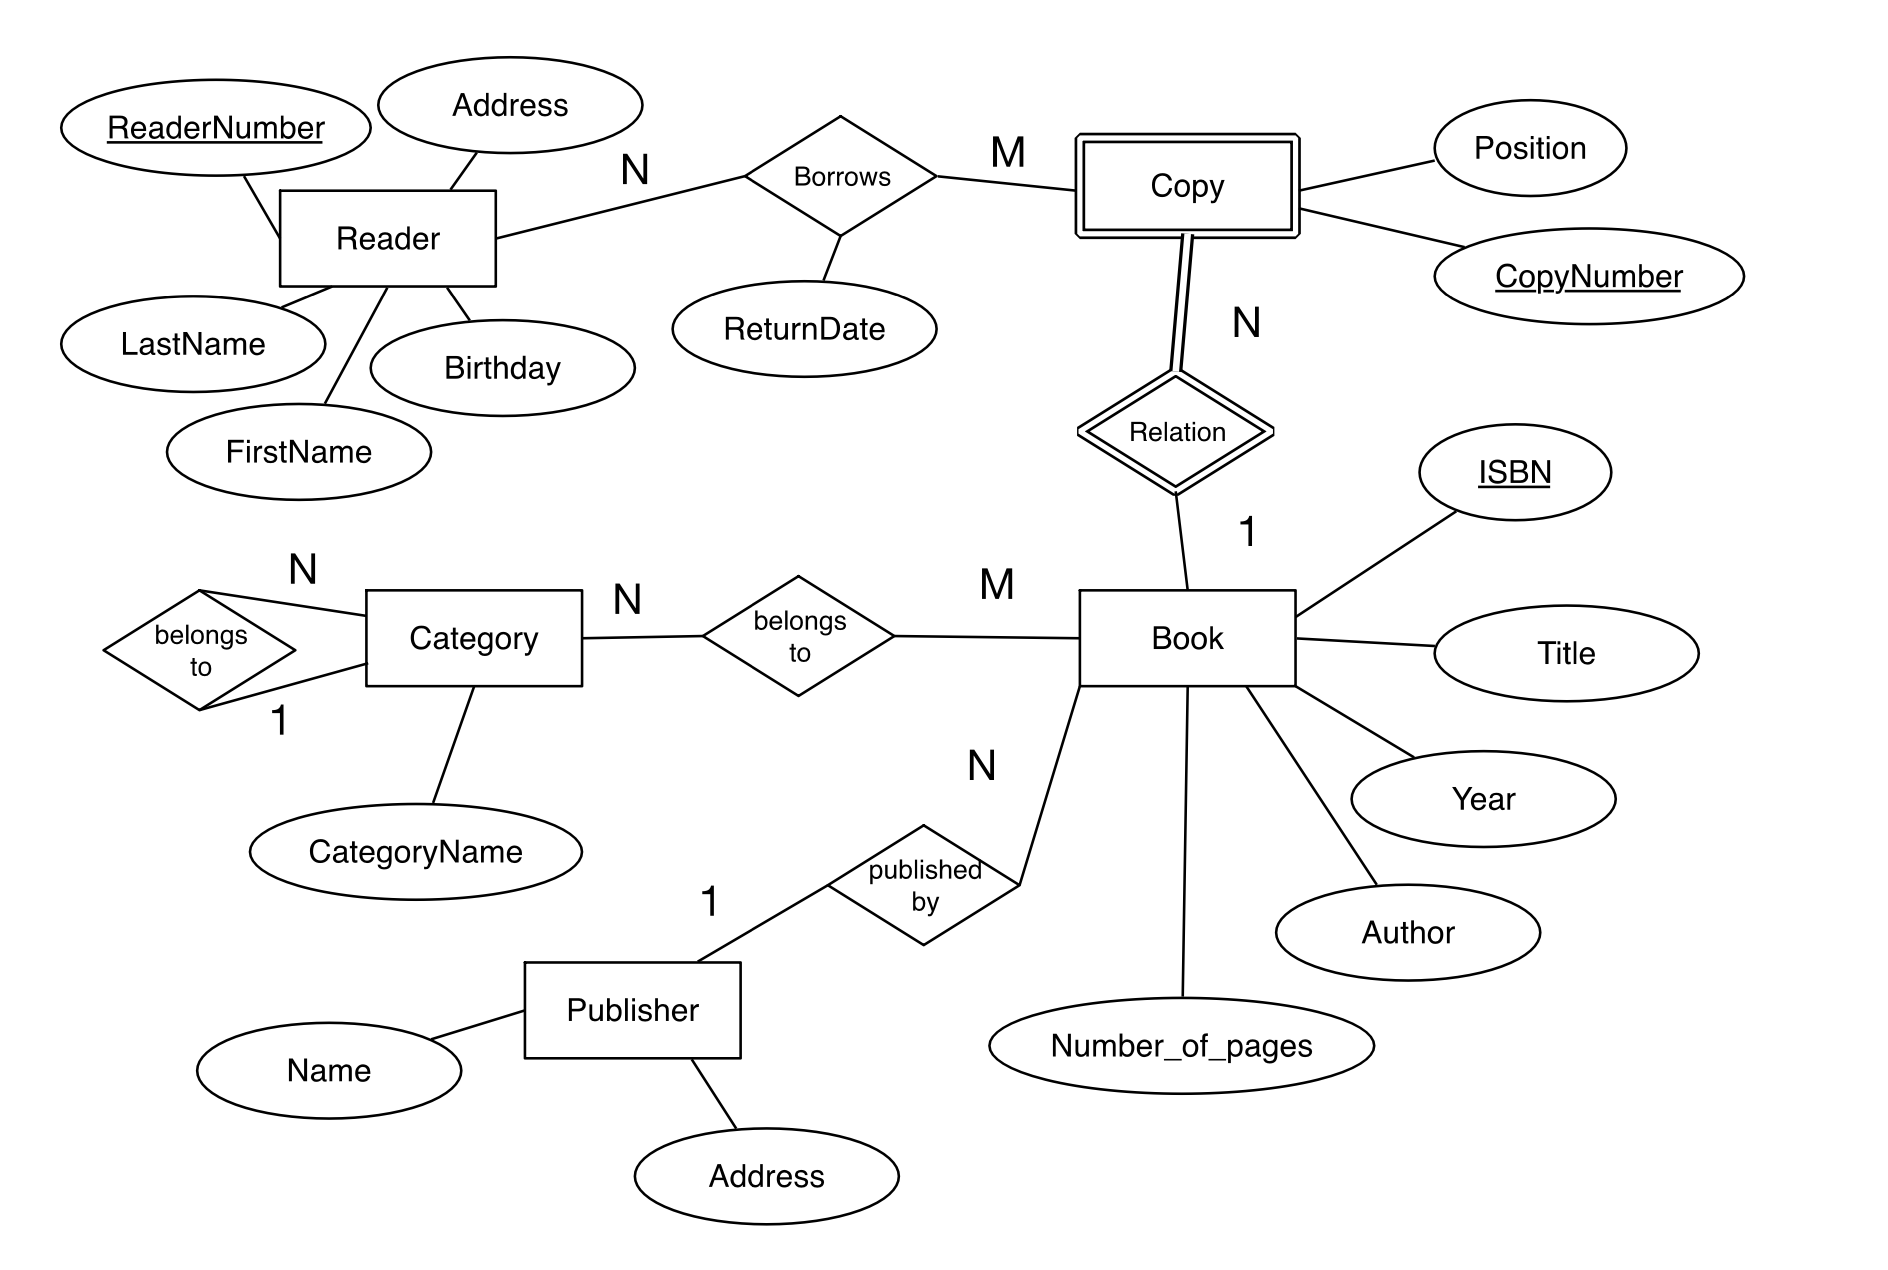 ReaderNumber
Address
N
Borrows
M
Copy
Position
Reader
CopyNumber
LastName
Birthday
ReturnDate
N
FirstName
Relation
ISBN
1
N
belongs
to
Category
N
belongs
to
M
Book
Title
1
N
Year
CategoryName
published
by
1
Author
Publisher
Name
Number_of_pages
Address